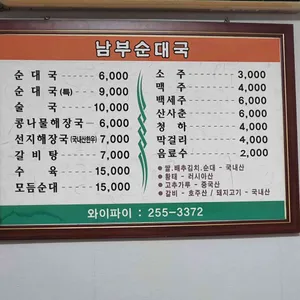 남부순대국
순대국 6,000
순대국(특) 9,000
술국 10,000
콩나물해장국 6,000
선지해장국(국내산한우) 7,000
갈비탕 7,000
수육 15,000
모듬순대 15,000
소주 3,000
맥주 4,000
백세주 6,000
산사춘 6,000
청하 4,000
막걸리 4,000
음료수 2,000
• 쌀.배추김치.순대 - 국내산
• 황태 - 러시아산
• 고추가루 - 중국산
• 갈비 - 호주산 / 돼지고기 - 국내산
와이파이 : 255-3372